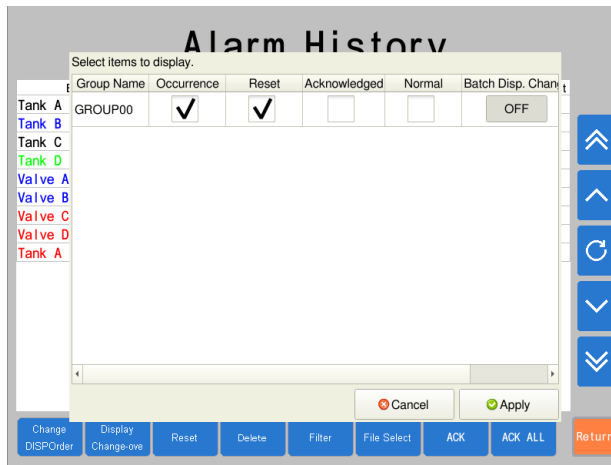 Alarm History
Select items to display.
Group Name Occurrence Reset Acknowledged Normal Batch Disp. Chan
GROUP00 OFF
Tank A
Tank B
Tank C
Tank D
Valve A
Valve B
Valve C
Valve D
Tank A
Cancel Apply
Change DISPOrder
Display Change-ove
Reset
Delete
Filter
File Select
ACK
ACK ALL
Return